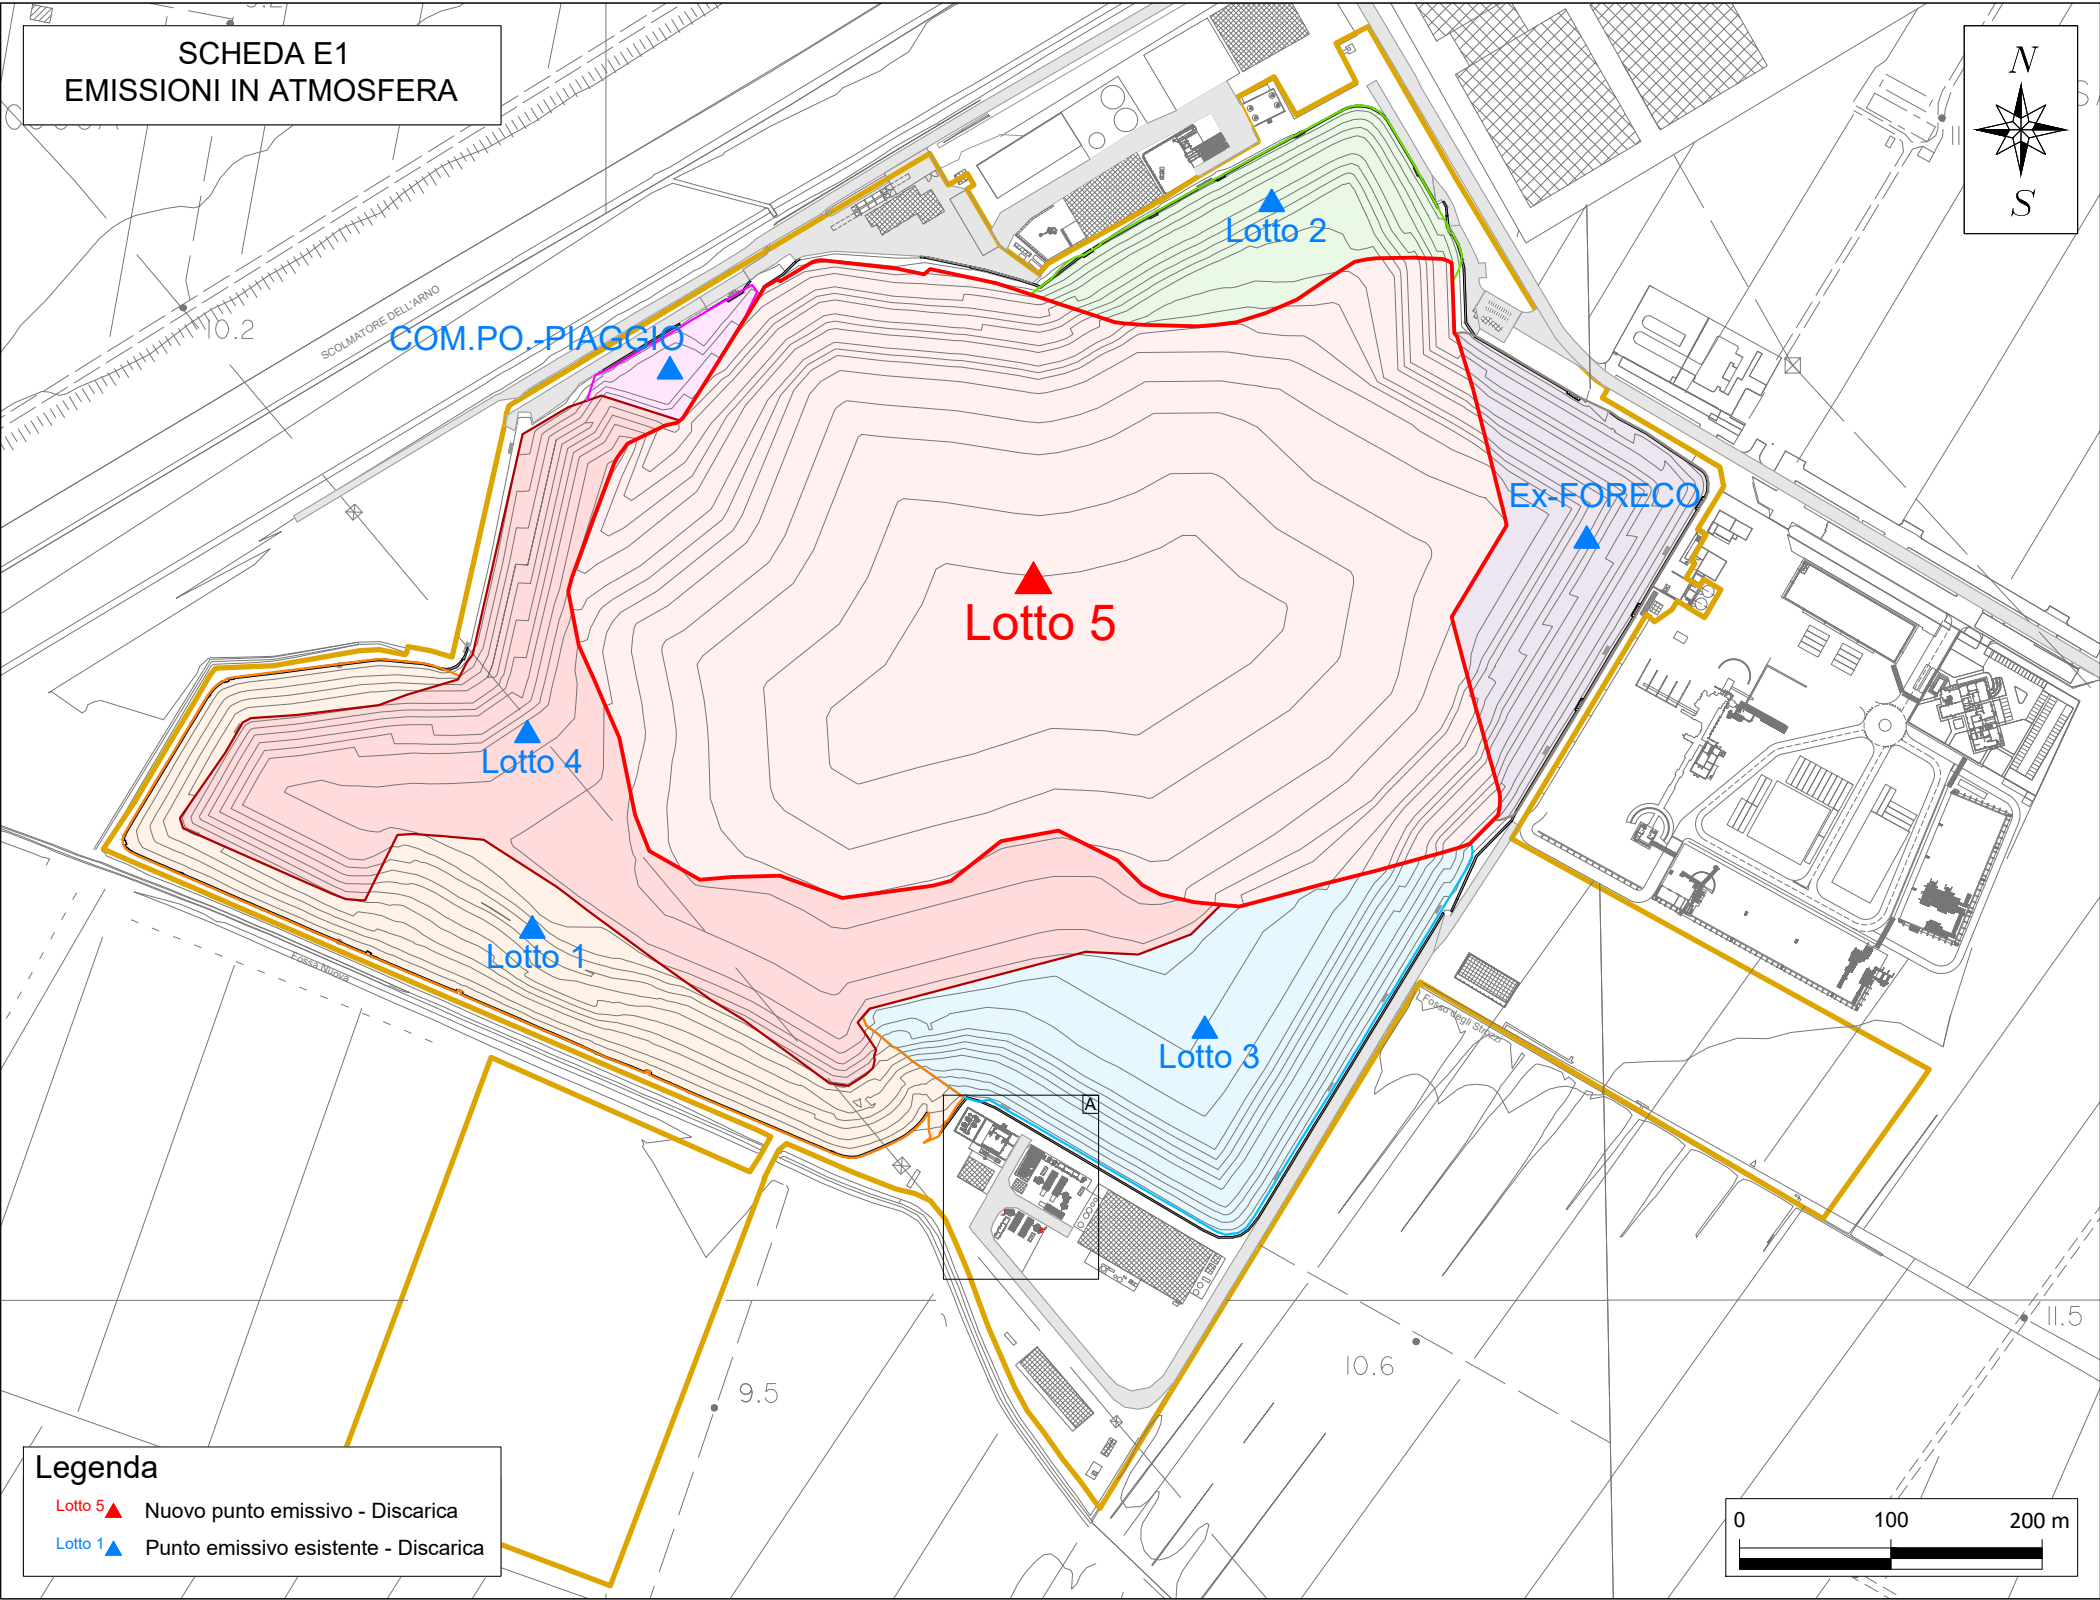 SCHEDA E1
EMISSIONI IN ATMOSFERA
N
S
Lotto 2
10.2
SCOLMATORE DELL'ARNO
COM.PO.-PIAGGIO
Ex-FORECO
Lotto 5
Lotto 4
Lotto 1
Fossa Nuova
Fosso degli Strozzi
Lotto 3
A
11.5
10.6
9.5
Legenda
Lotto 5 Nuovo punto emissivo - Discarica
Lotto 1 Punto emissivo esistente - Discarica
0 100 200 m